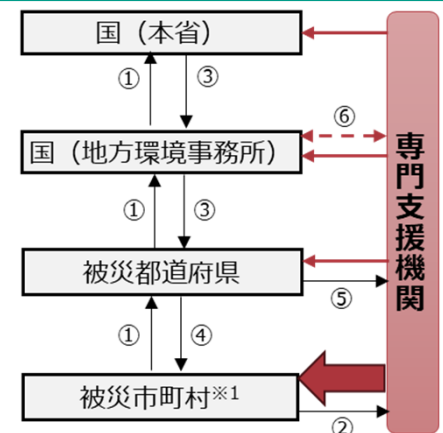 国（本省）
① ③
⑥
国（地方環境事務所）
① ③
被災都道府県
⑤
① ④
被災市町村※1
②
専門支援機関